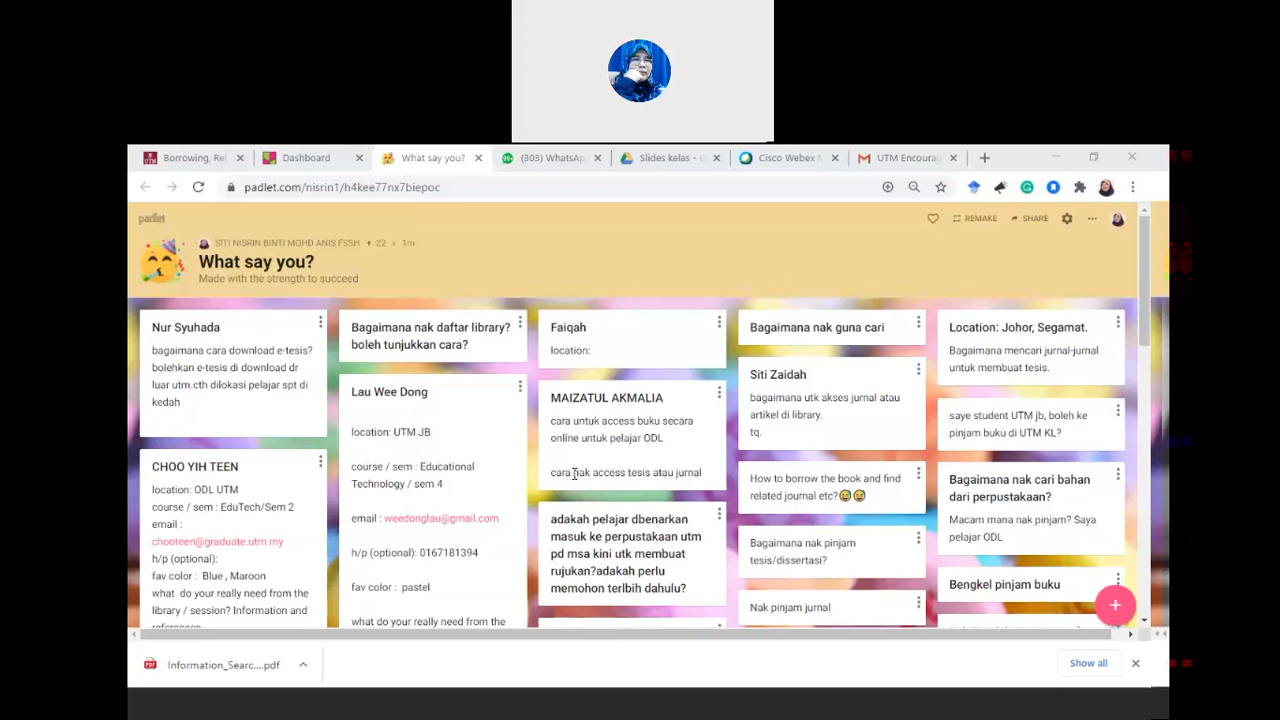 Borrowing, Ret
Dashboard
What say you?
(303) WhatsAp
Slides kelas - G
Cisco Webex M
UTM Encourag
padlet.com/nisrin1/h4kee77nx7biepoc
padlet
REMAKE
SHARE
SITI NISRIN BINTI MOHD ANIS FSSH + 22 • 1m
What say you?
Made with the strength to succeed
Nur Syuhada
bagaimana cara download e-tesis?
bolehkan e-tesis di download dr
luar utm.cth dilokasi pelajar spt di
kedah
CHOO YIH TEEN
location: ODL UTM
course / sem : EduTech/Sem 2
email :
chooteen@graduate.utm.my
h/p (optional):
fav color : Blue , Maroon
what do your really need from the
library / session? Information and
references
Bagaimana nak daftar library?
boleh tunjukkan cara?
Lau Wee Dong
location: UTM JB
course / sem : Educational
Technology / sem 4
email : weedonglau@gmail.com
h/p (optional): 0167181394
fav color : pastel
what do your really need from the
Faiqah
location:
MAIZATUL AKMALIA
cara untuk access buku secara
online untuk pelajar ODL
cara nak access tesis atau jurnal
adakah pelajar dbenarkan
masuk ke perpustakaan utm
pd msa kini utk membuat
rujukan?adakah perlu
memohon terlbih dahulu?
Bagaimana nak guna cari
Siti Zaidah
bagaimana utk akses jurnal atau
artikel di library.
tq.
How to borrow the book and find
related journal etc?😅😅
Bagaimana nak pinjam
tesis/dissertasi?
Nak pinjam jurnal
Location: Johor, Segamat.
Bagaimana mencari jurnal-jurnal
untuk membuat tesis.
saye student UTM jb, boleh ke
pinjam buku di UTM KL?
Bagaimana nak cari bahan
dari perpustakaan?
Macam mana nak pinjam? Saya
pelajar ODL
Bengkel pinjam buku
Information_Searc....pdf
Show all